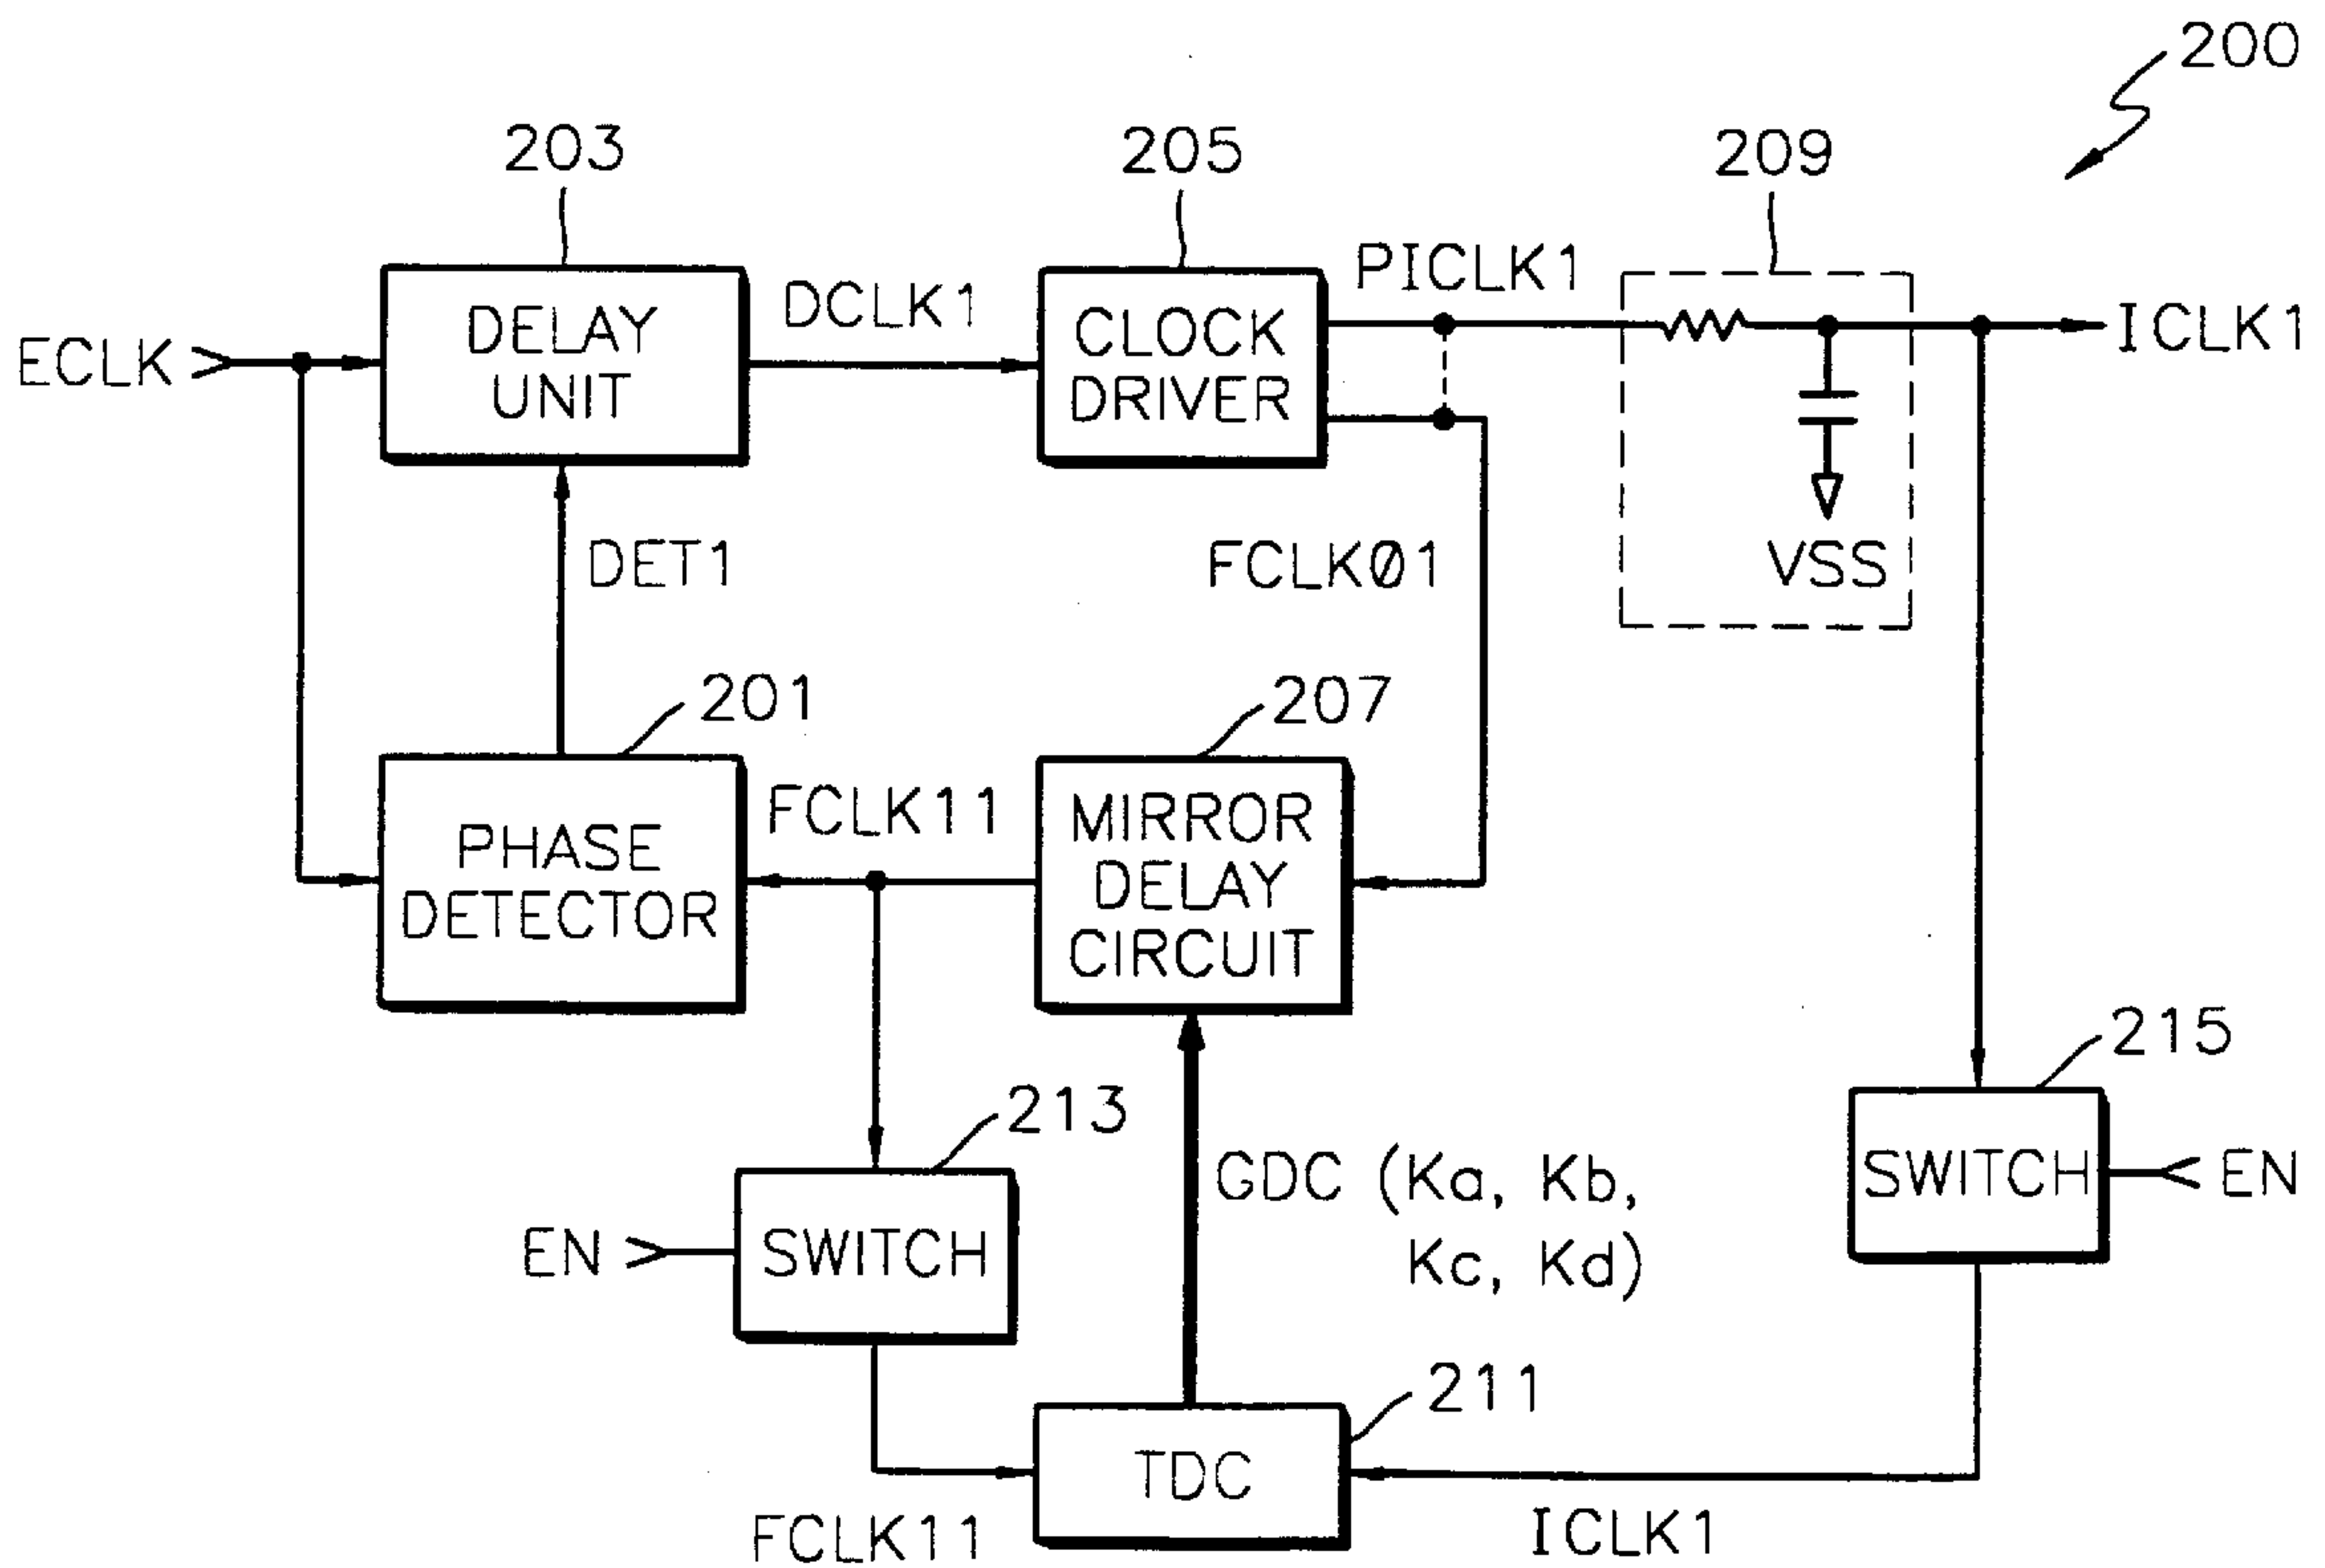 200
203
205
209
PICLK1
DCLK1
DELAY
UNIT
CLOCK
DRIVER
ECLK
ICLK1
DET1
FCLK01
VSS
201
207
FCLK11
PHASE
DETECTOR
MIRROR
DELAY
CIRCUIT
215
213
GDC (Ka, Kb,
Kc, Kd)
SWITCH
EN
EN
SWITCH
211
TDC
FCLK11
ICLK1